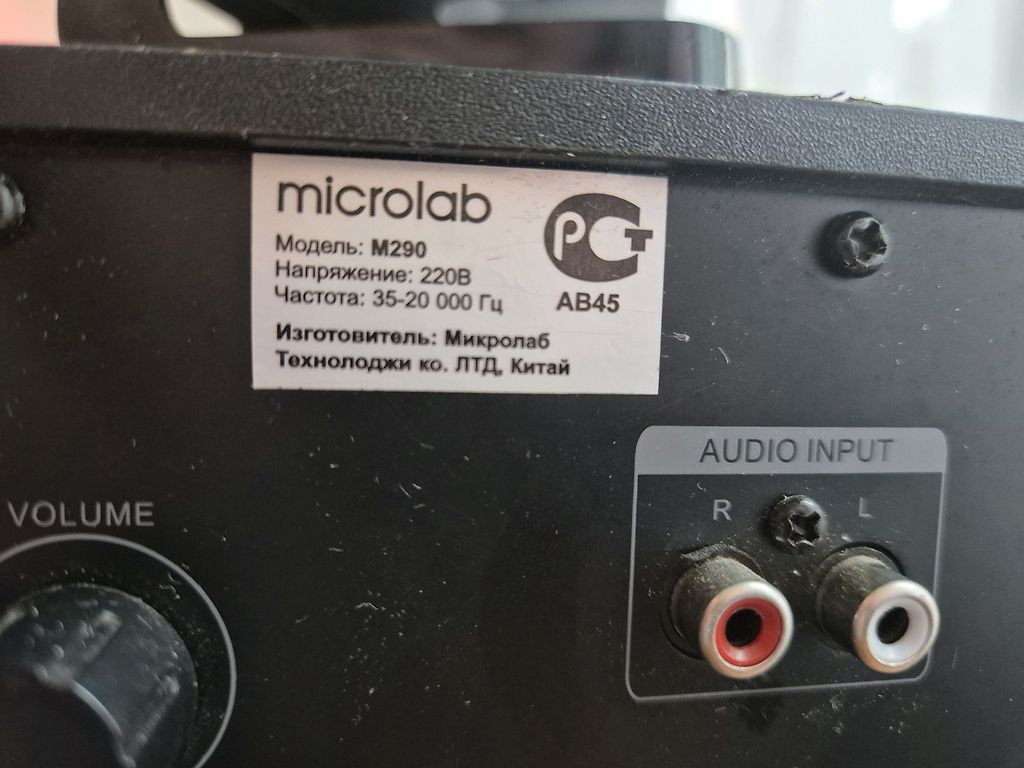 microlab
Модель: M290
Напряжение: 220В
Частота: 35-20 000 Гц
Изготовитель: Микролаб
Технолоджи ко. ЛТД, Китай
РСТ
АВ45
AUDIO INPUT
R L
VOLUME